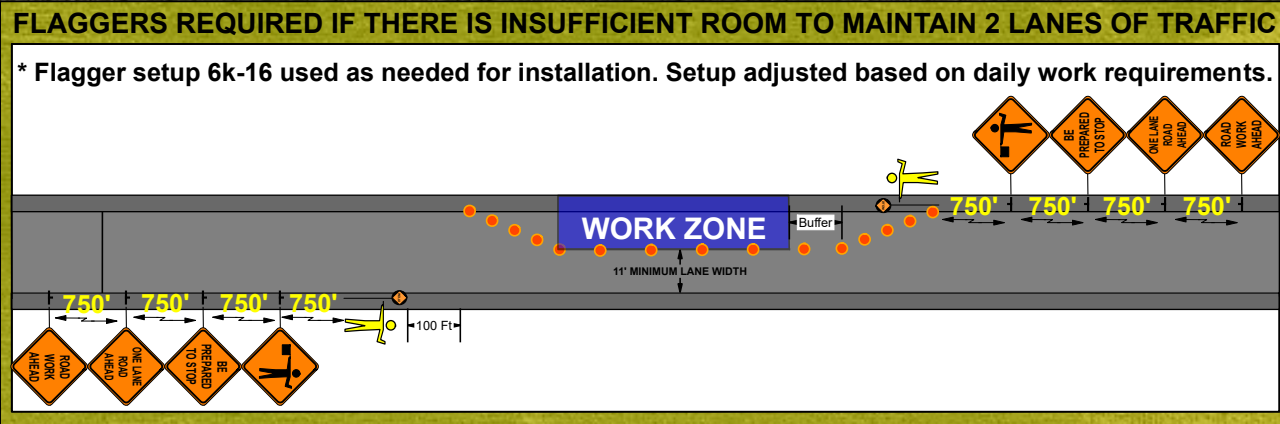 FLAGGERS REQUIRED IF THERE IS INSUFFICIENT ROOM TO MAINTAIN 2 LANES OF TRAFFIC
* Flagger setup 6k-16 used as needed for installation. Setup adjusted based on daily work requirements.
BE
PREPARED
TO STOP
ONE LANE
ROAD
AHEAD
ROAD
WORK
AHEAD
750' 750' 750' 750'
WORK ZONE
Buffer
11' MINIMUM LANE WIDTH
750' 750' 750' 750'
100 Ft
ROAD
WORK
AHEAD
ONE LANE
ROAD
AHEAD
BE
PREPARED
TO STOP